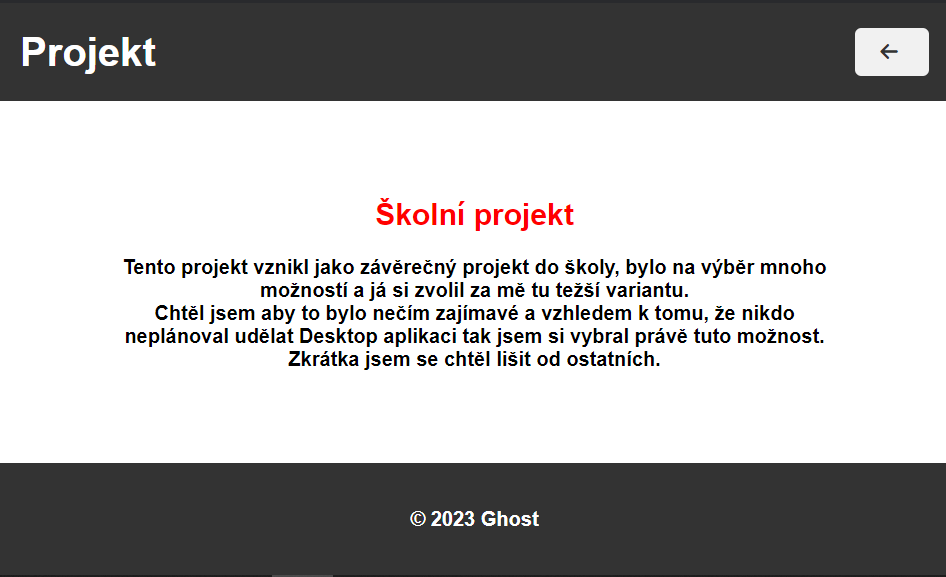 Projekt
Školní projekt
Tento projekt vznikl jako závěrečný projekt do školy, bylo na výběr mnoho
možností a já si zvolil za mě tu težší variantu.
Chtěl jsem aby to bylo nečím zajímavé a vzhledem k tomu, že nikdo
neplánoval udělat Desktop aplikaci tak jsem si vybral právě tuto možnost.
Zkrátka jsem se chtěl lišit od ostatních.
© 2023 Ghost